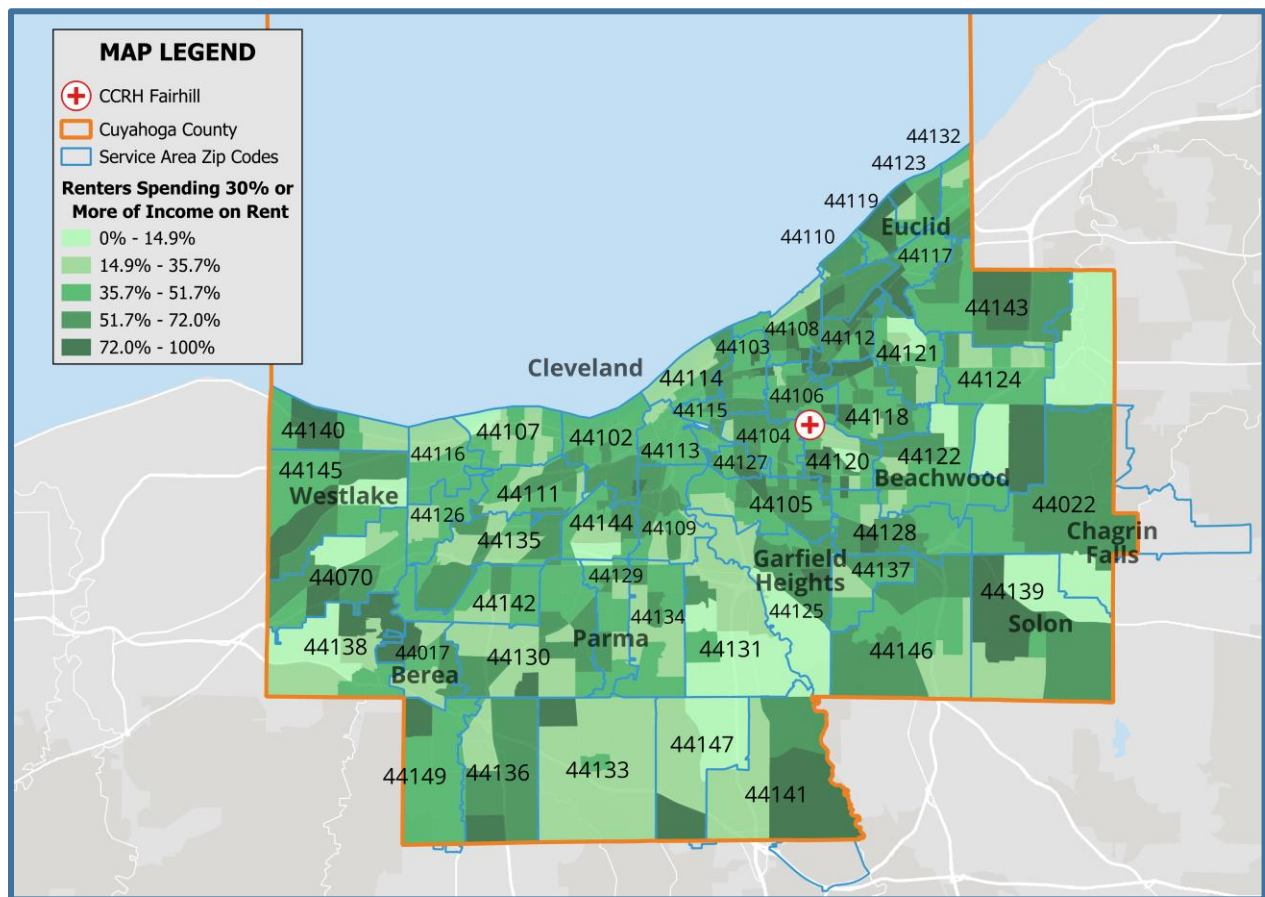 MAP LEGEND
CCRH Fairhill
Cuyahoga County
Service Area Zip Codes
Renters Spending 30% or
More of Income on Rent
0% - 14.9%
14.9% - 35.7%
35.7% - 51.7%
51.7% - 72.0%
72.0% - 100%
44132
44123
44119
Euclid
44110
44117
44143
44108
44103
44112
44121
Cleveland
44114
44124
44106
44115
44118
44140
44107
44102
44116
44113
44104
44127
44120
44122
44145
Westlake
Beachwood
44111
44126
44144
44109
44105
44022
Chagrin
Falls
44135
44128
Garfield
Heights
44137
44070
44129
44139
44142
44134
44125
Solon
44138
44017
Berea
44130
Parma
44131
44146
44149
44136
44133
44147
44141